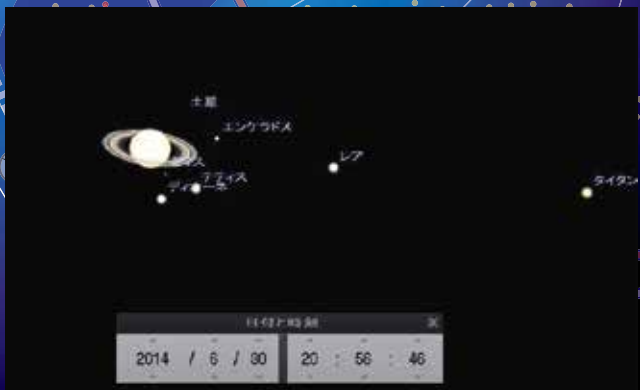 土星
エンケラドス
レア
テティス
タイタン
日付と時刻 ×
2014 / 6 / 30 20 : 56 : 46